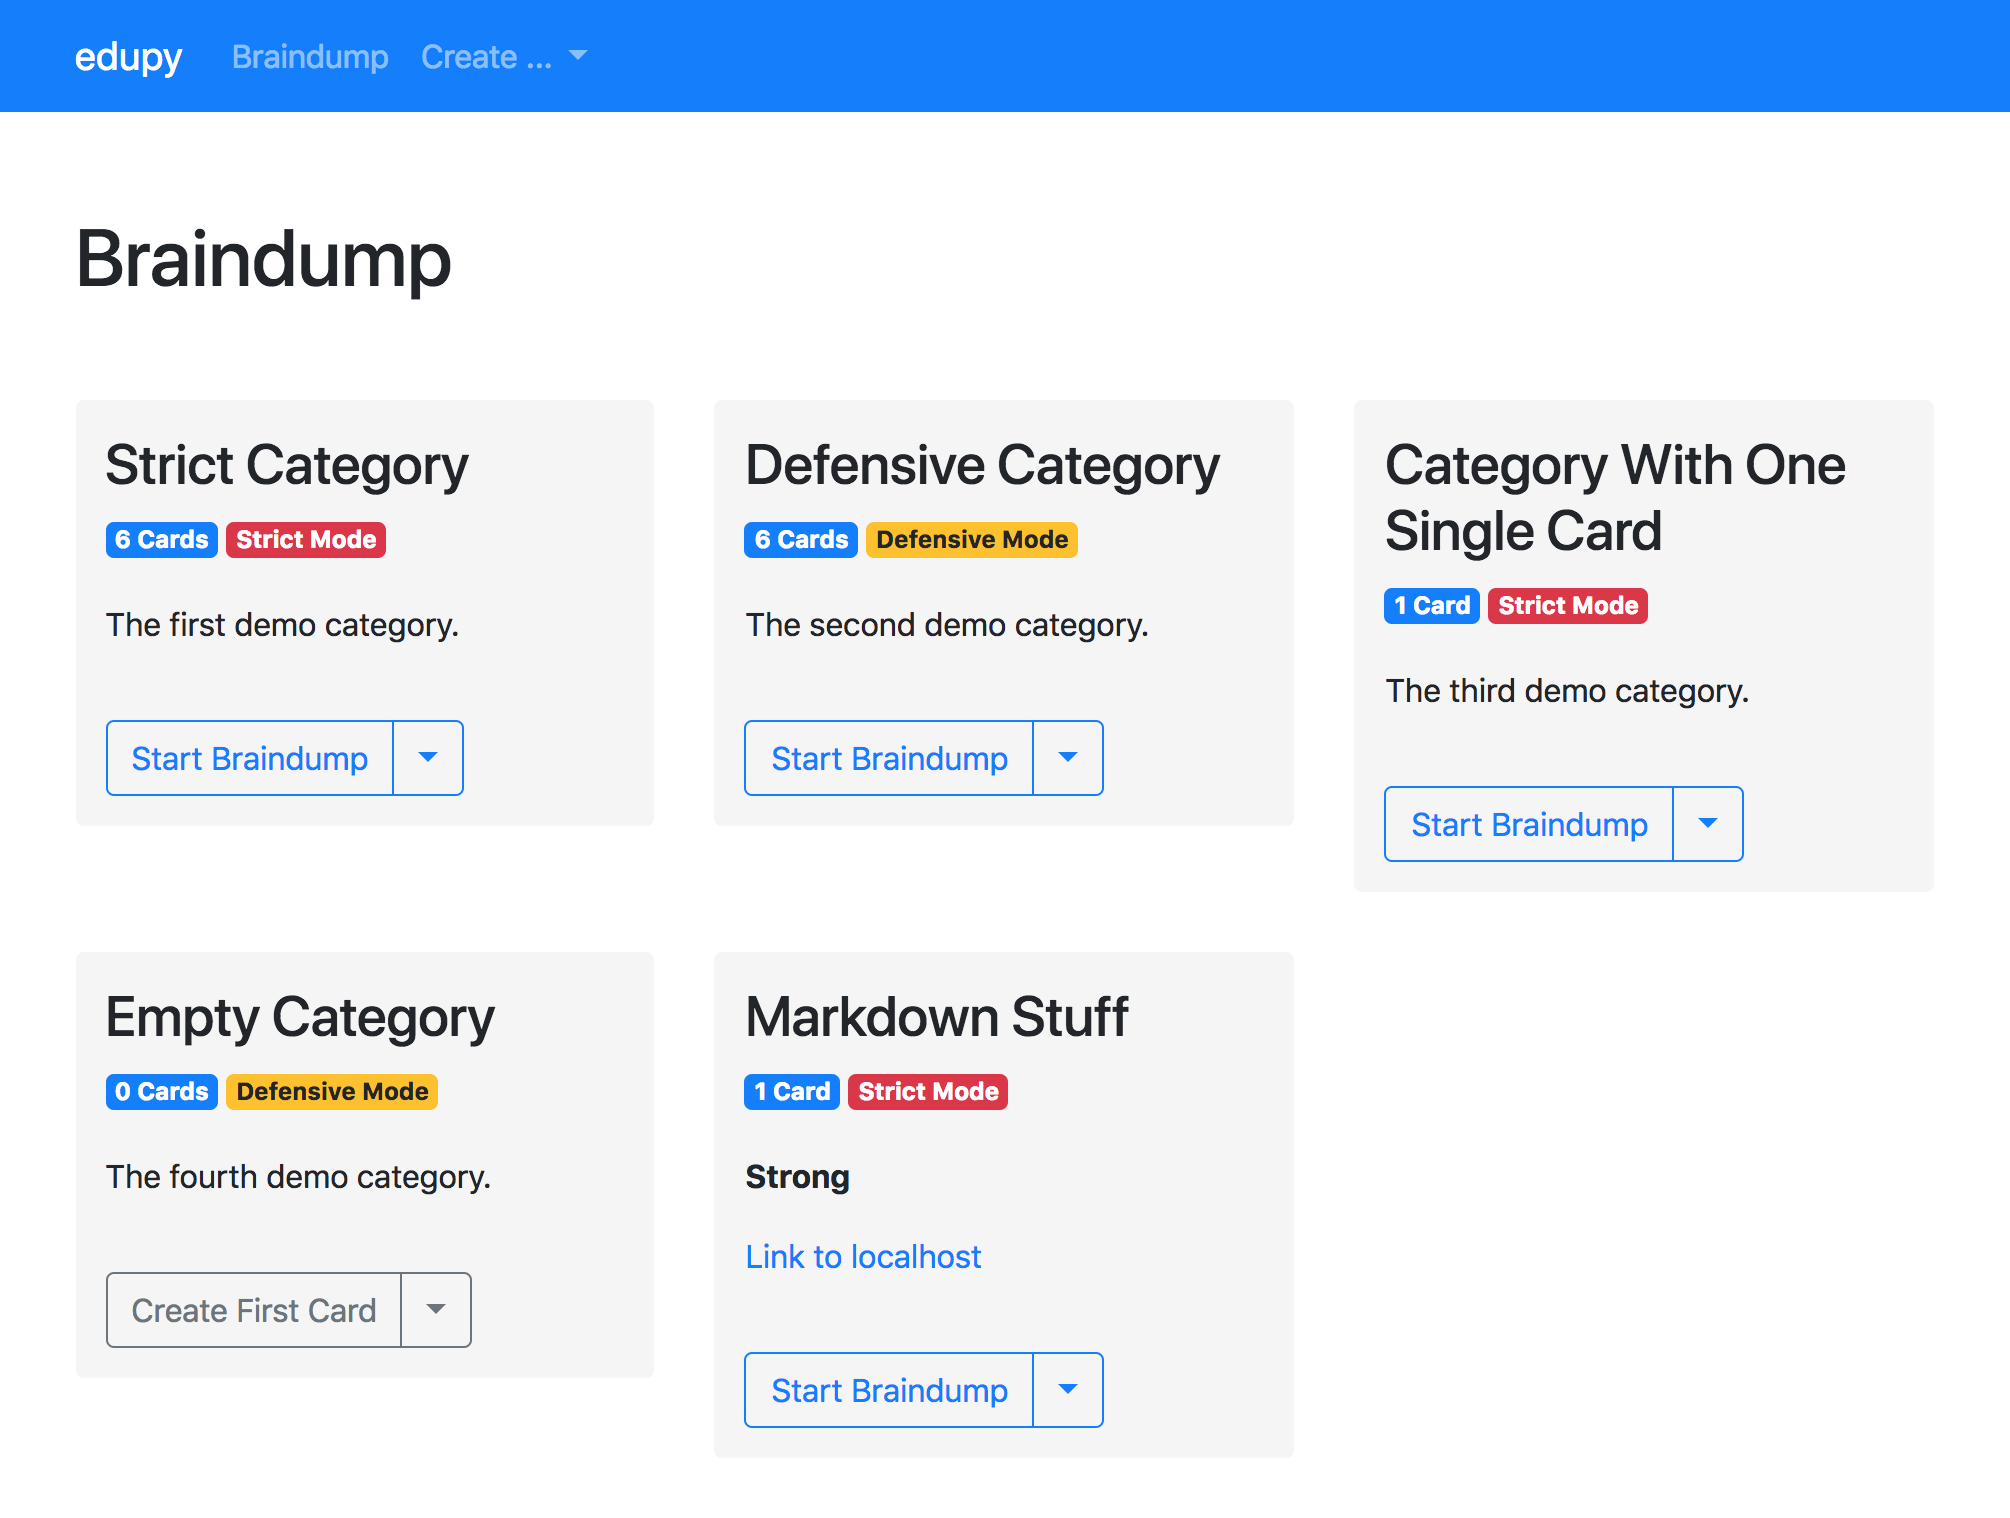 edupy Braindump Create ...
Braindump
Strict Category
6 Cards Strict Mode
The first demo category.
Start Braindump
Defensive Category
6 Cards Defensive Mode
The second demo category.
Start Braindump
Category With One
Single Card
1 Card Strict Mode
The third demo category.
Start Braindump
Empty Category
0 Cards Defensive Mode
The fourth demo category.
Create First Card
Markdown Stuff
1 Card Strict Mode
Strong
Link to localhost
Start Braindump